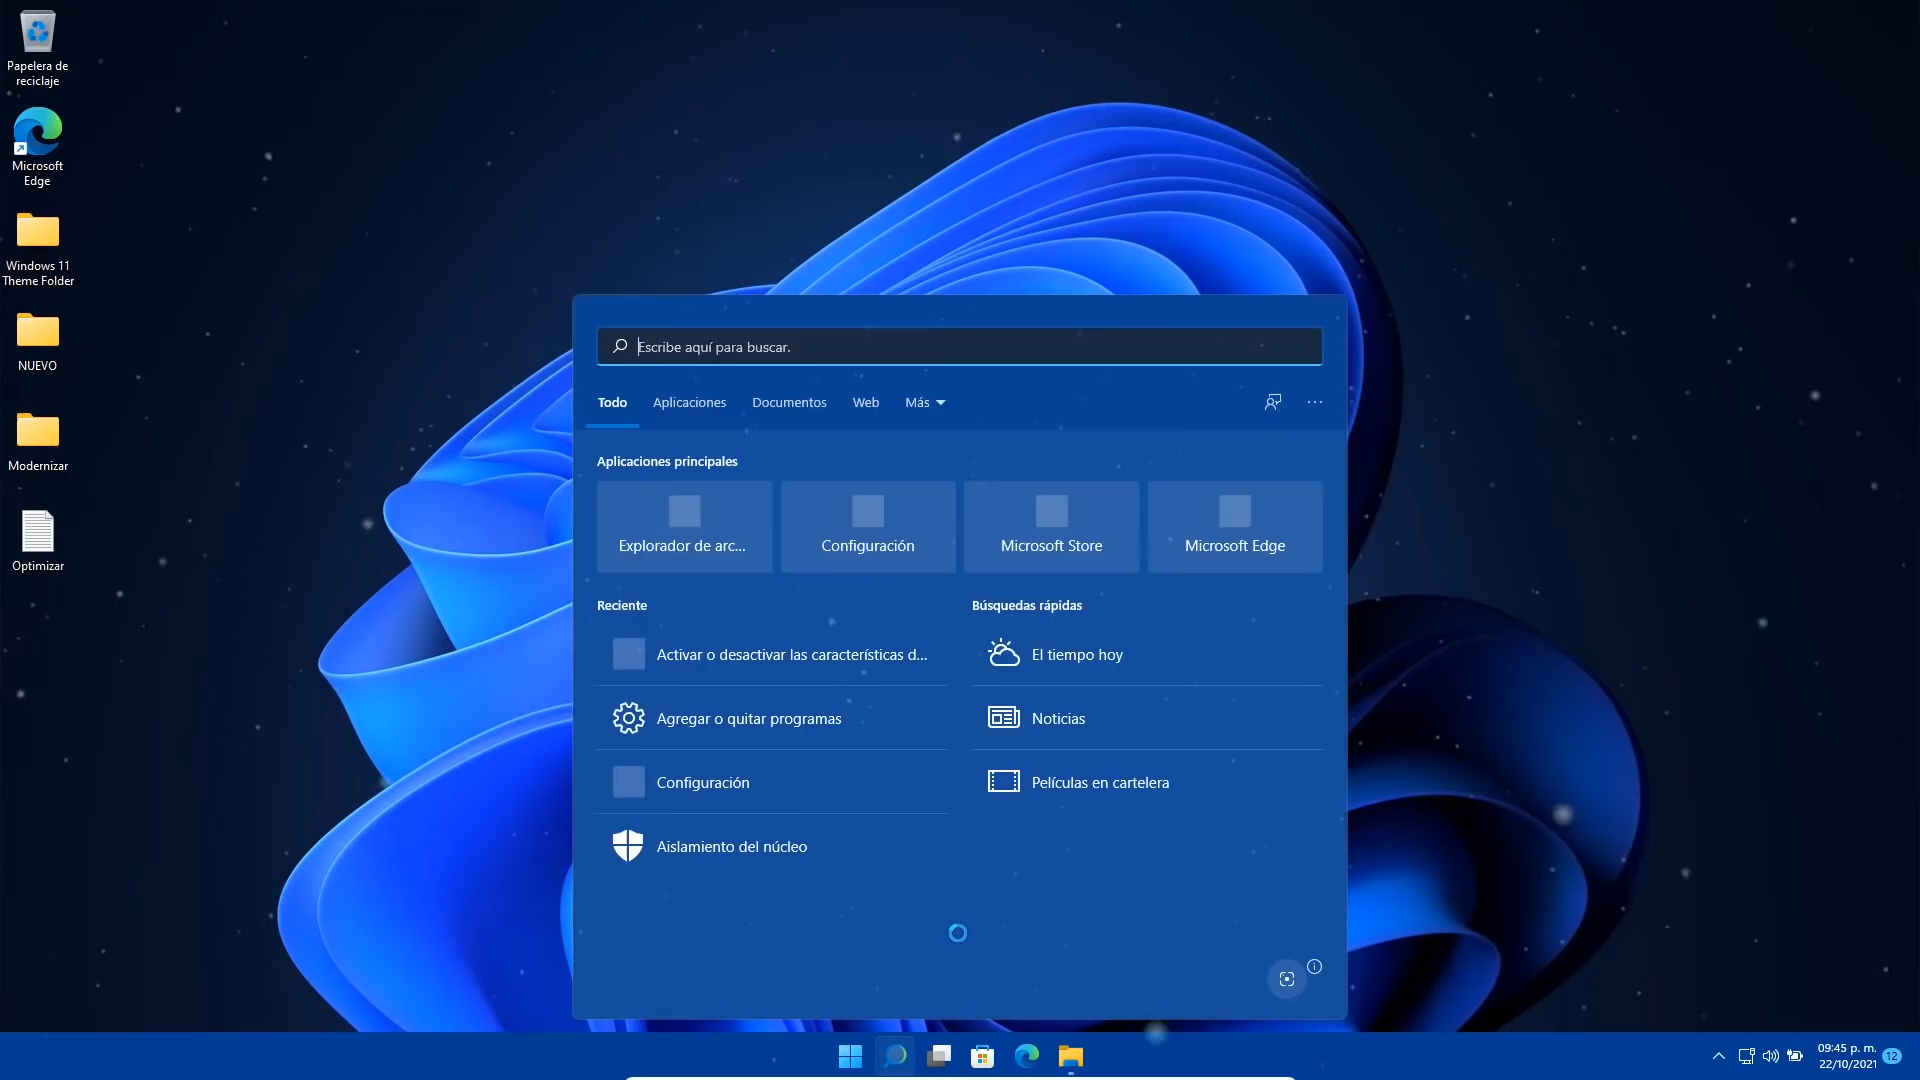 Papelera de
reciclaje
Microsoft
Edge
Windows 11
Theme Folder
NUEVO
Modernizar
Optimizar
Escribe aquí para buscar.
Todo Aplicaciones Documentos Web Más
Aplicaciones principales
Explorador de arc... Configuración Microsoft Store Microsoft Edge
Reciente
Activar o desactivar las características d...
Agregar o quitar programas
Configuración
Aislamiento del núcleo
Búsquedas rápidas
El tiempo hoy
Noticias
Películas en cartelera
09:45 p. m.
22/10/2021
12